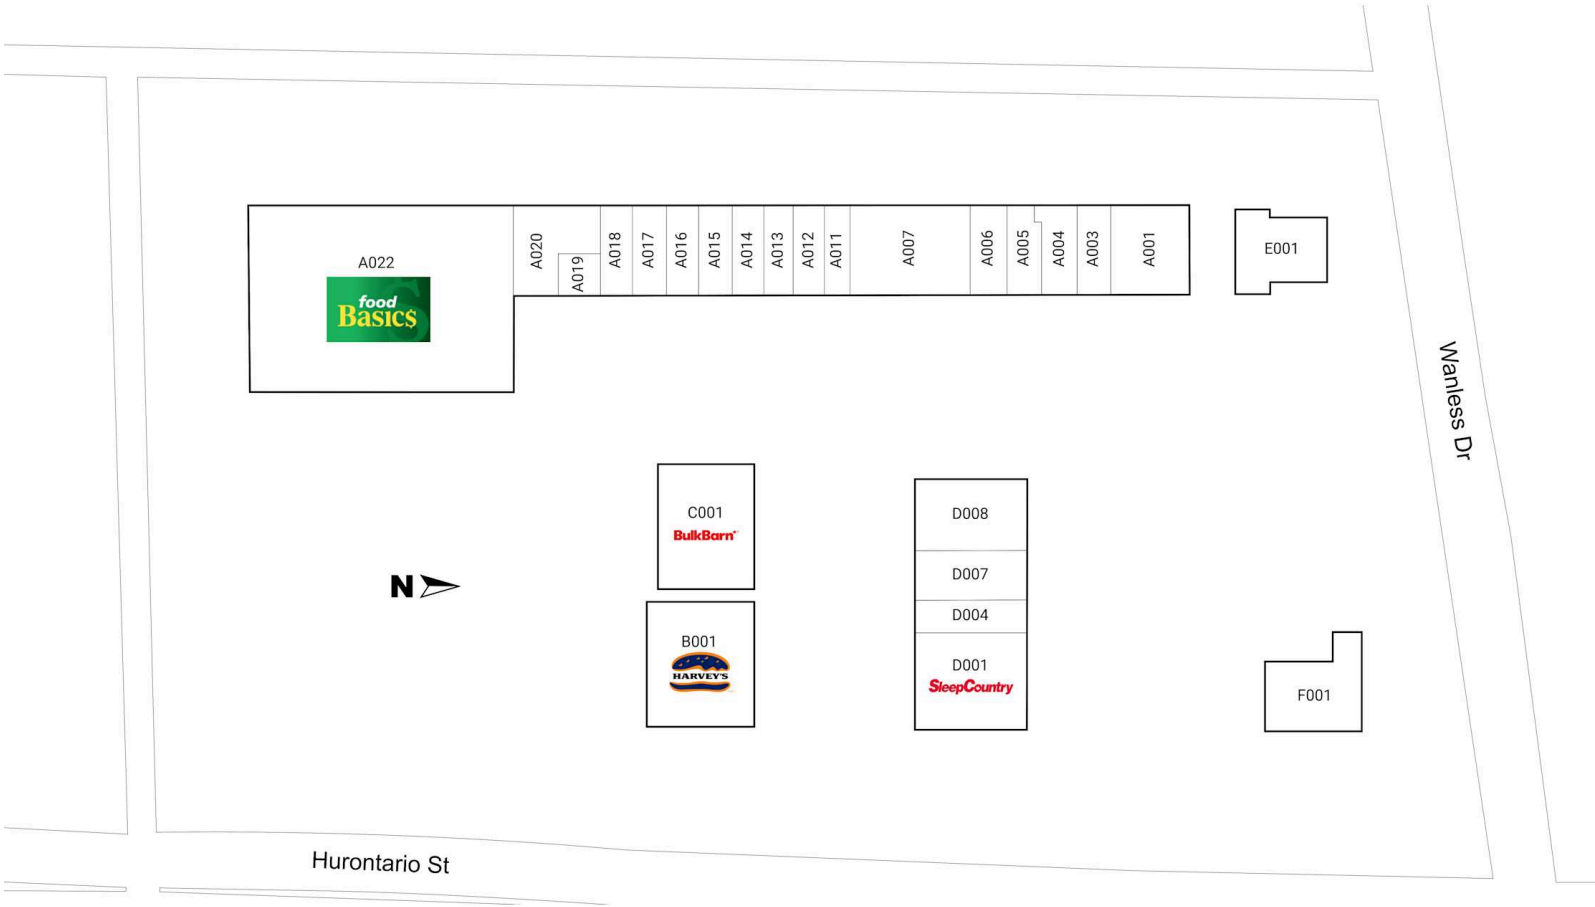 A022
food
Basics
A020
A019
A018
A017
A016
A015
A014
A013
A012
A011
A007
A006
A005
A004
A003
A001
E001
Wanless Dr
C001
BulkBarn
N
B001
HARVEY'S
D008
D007
D004
D001
SleepCountry
F001
Hurontario St